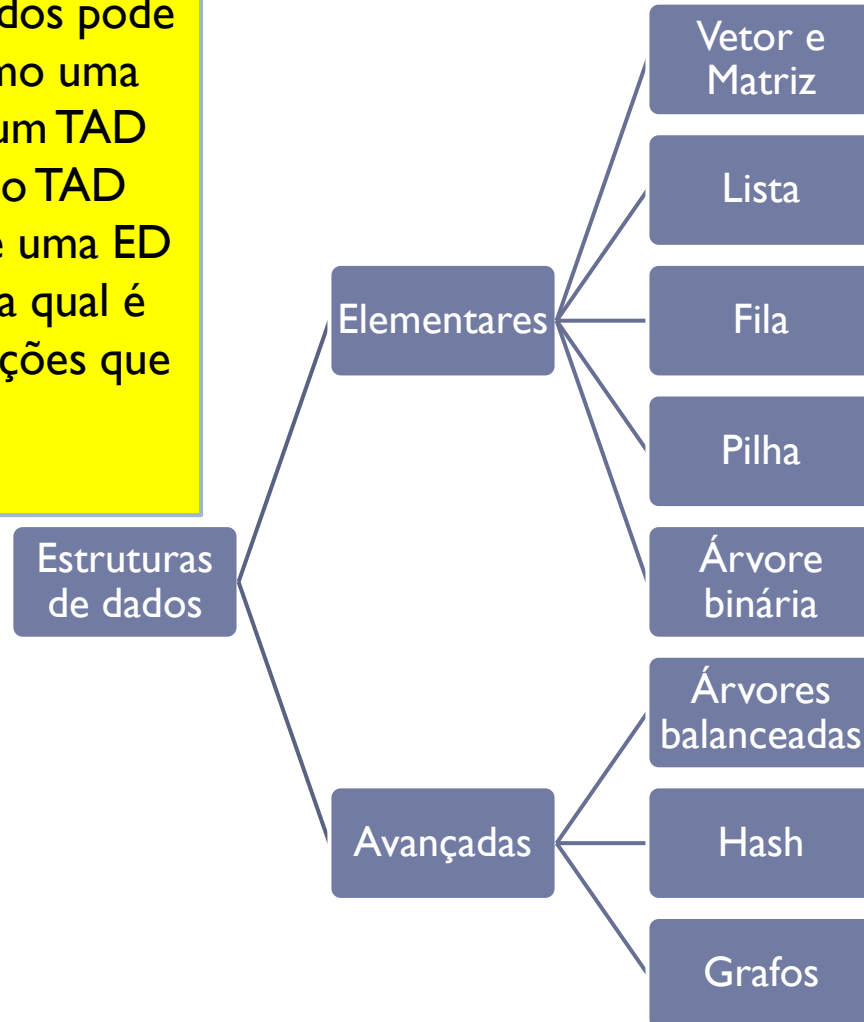 dos pode
mo uma
um TAD
o TAD
e uma ED
a qual é
ções que
Vetor e
Matriz
Lista
Elementares
Fila
Pilha
Estruturas
de dados
Árvore
binária
Árvores
balanceadas
Avançadas
Hash
Grafos